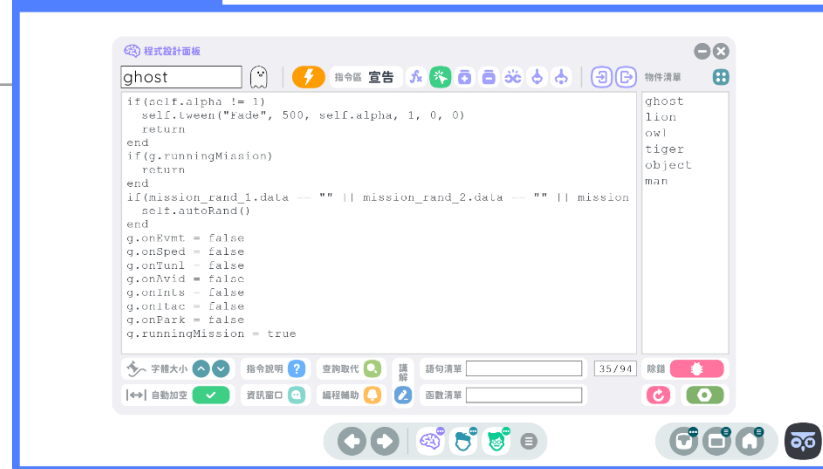 程式設計面板
ghost
指令區 宣告
物件清單
if(self.alpha != 1)
self.tween("Fade", 500, self.alpha, 1, 0, 0)
return
end
if(g.runningMission)
return
end
if(mission_rand_1.data == "" || mission_rand_2.data == "" || mission
self.autoRand()
end
g.onEvmt = false
g.onSped = false
g.onTunl = false
g.onAvid = false
g.onInts = false
g.onItac = false
g.onPark = false
g.runningMission = true
ghost
lion
owl
tiger
object
man
字體大小
指令說明
查詢取代
講解
語句清單
35/94
除錯
自動加空
資訊窗口
編程輔助
函數清單